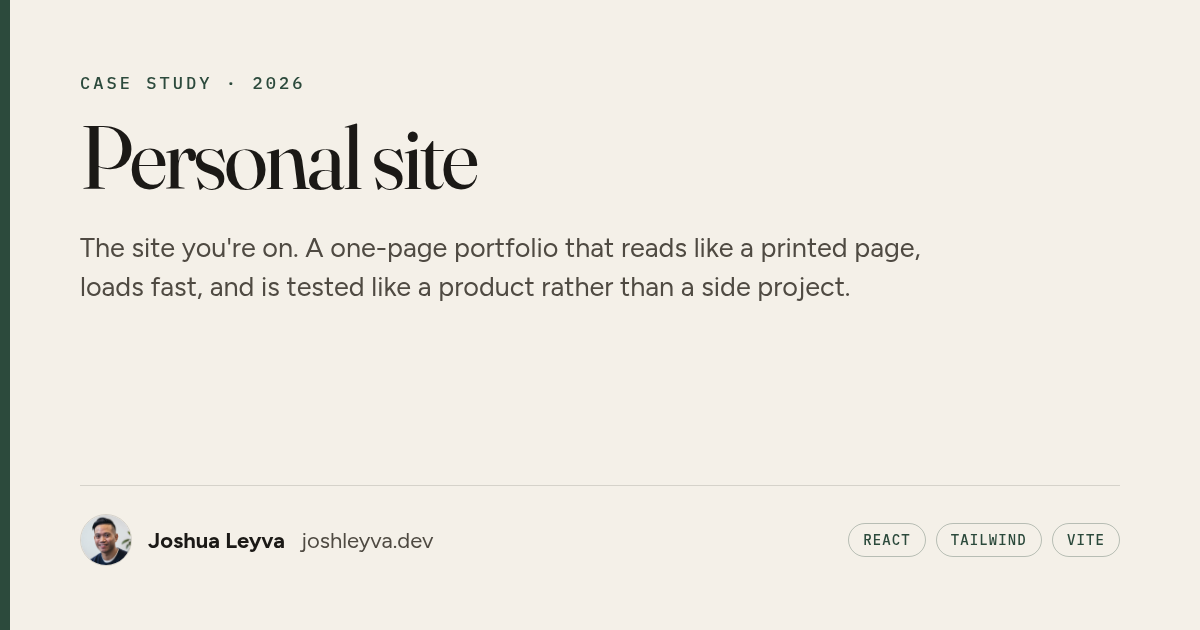 CASE STUDY · 2026
Personal site
The site you're on. A one-page portfolio that reads like a printed page,
loads fast, and is tested like a product rather than a side project.
Joshua Leyva joshleyva.dev
REACT TAILWIND VITE